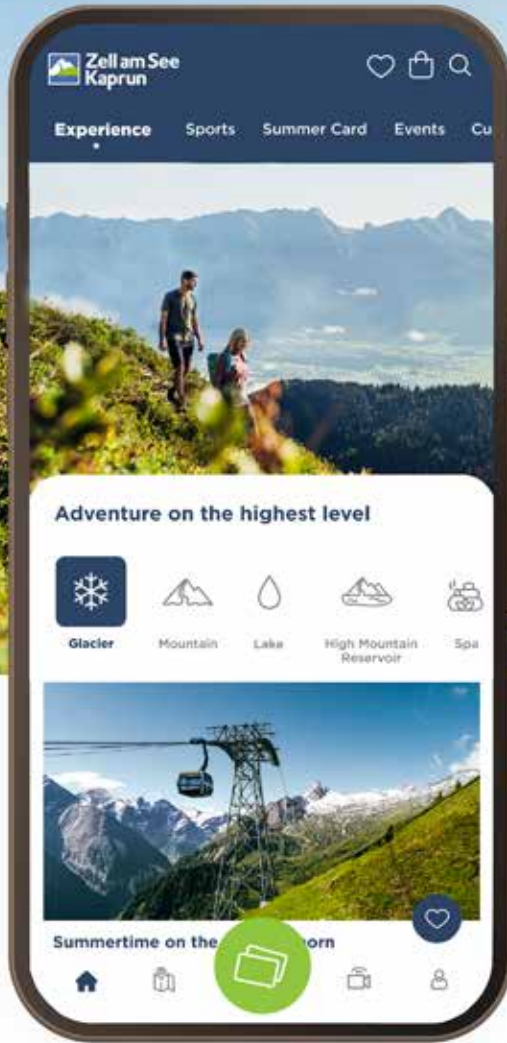 Zell am See
Kaprun
Experience Sports Summer Card Events Cu
Adventure on the highest level
Glacier Mountain Lake High Mountain Reservoir Spa
Summertime on the orn